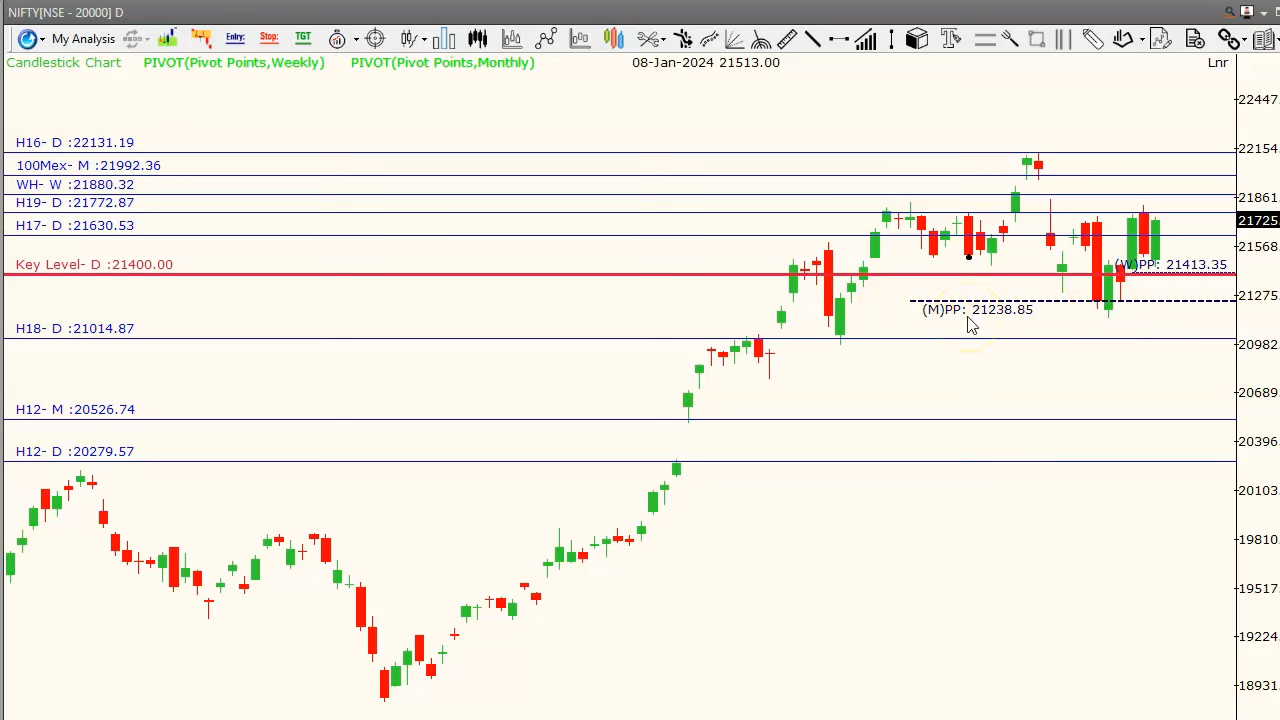 NIFTY[NSE - 20000] D
My Analysis
Entry:
Stop:
TGT
Candlestick Chart PIVOT(Pivot Points,Weekly) PIVOT(Pivot Points,Monthly) 08-Jan-2024 21513.00 Lnr
22447.
H16- D :22131.19
22154.
100Mex- M :21992.36
WH- W :21880.32
21861.
H19- D :21772.87
21725.
H17- D :21630.53
21568.
Key Level- D :21400.00
(W)PP: 21413.35
21275.
(M)PP: 21238.85
H18- D :21014.87
20982.
20689.
H12- M :20526.74
20396.
H12- D :20279.57
20103.
19810.
19517.
19224.
18931.